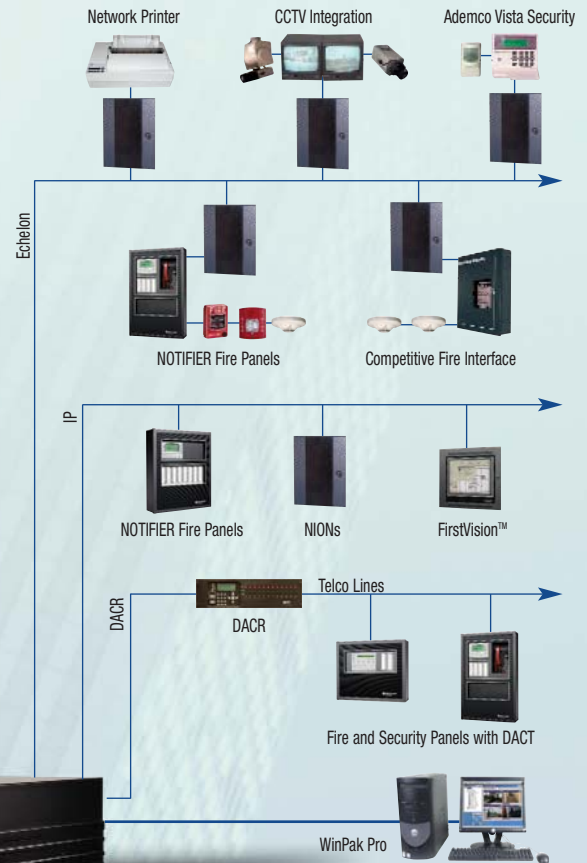 Network Printer
CCTV Integration
Ademco Vista Security
Echelon
NOTIFIER Fire Panels
Competitive Fire Interface
IP
NOTIFIER Fire Panels
NIONs
FirstVision™
DACR
Telco Lines
DACR
Fire and Security Panels with DACT
WinPak Pro